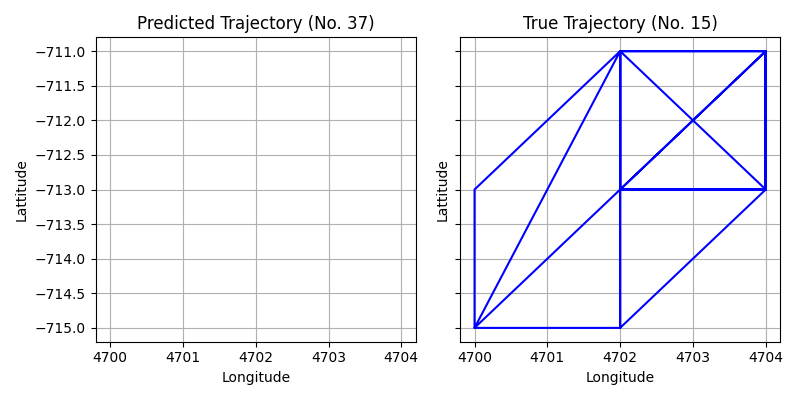 Predicted Trajectory (No. 37)
True Trajectory (No. 15)
Lattitude
−711.0
−711.5
−712.0
−712.5
−713.0
−713.5
−714.0
−714.5
−715.0
4700 4701 4702 4703 4704
Longitude
Lattitude
4700 4701 4702 4703 4704
Longitude